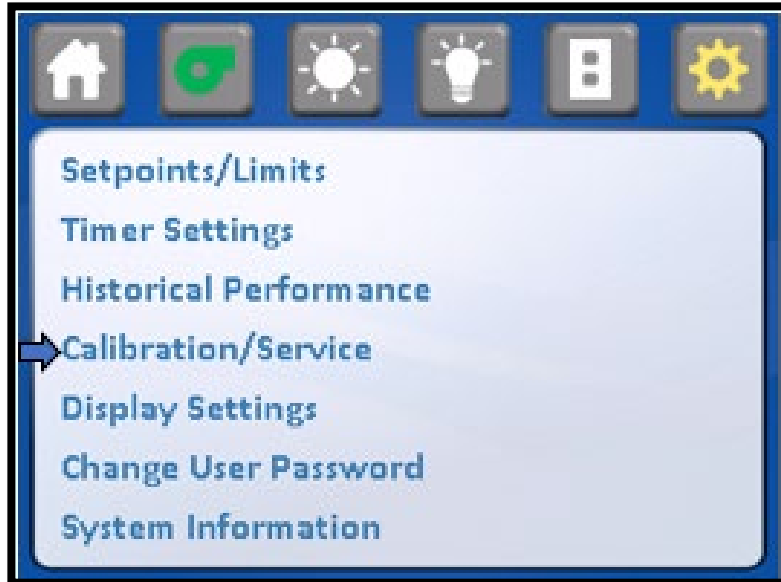 Setpoints/Limits
Timer Settings
Historical Performance
Calibration/Service
Display Settings
Change User Password
System Information